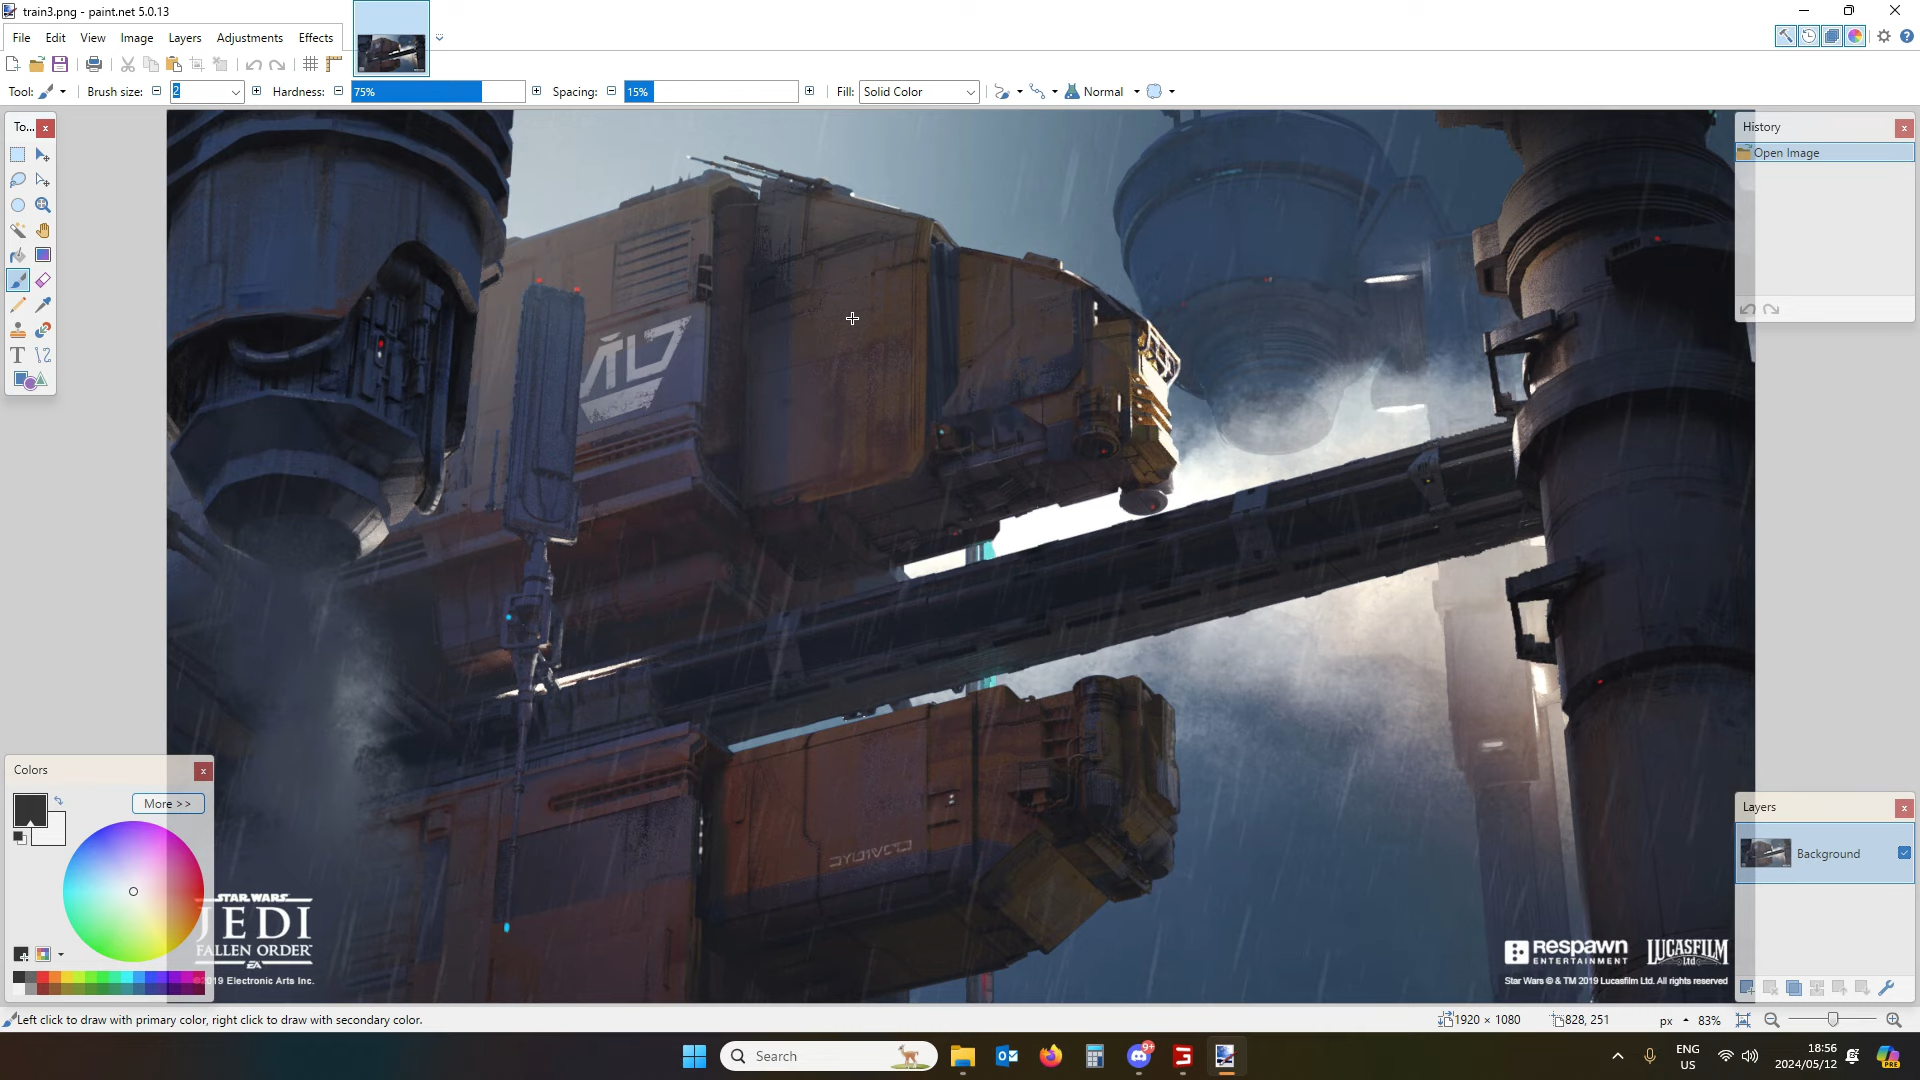 train3.png - paint.net 5.0.13
File Edit View Image Layers Adjustments Effects
Tool: Brush size: 2 Hardness: 75% Spacing: 15% Fill: Solid Color Normal
To...
History
Open Image
Colors
More >>
Layers
Background
STAR WARS
JEDI
FALLEN ORDER
EA
©2019 Electronic Arts Inc.
Respawn
ENTERTAINMENT
LUCASFILM
Ltd
Star Wars © & TM 2019 Lucasfilm Ltd. All rights reserved
Left click to draw with primary color, right click to draw with secondary color.
1920 × 1080 828, 251 px 83%
Search
9+
ENG
US
18:56
2024/05/12
PRE